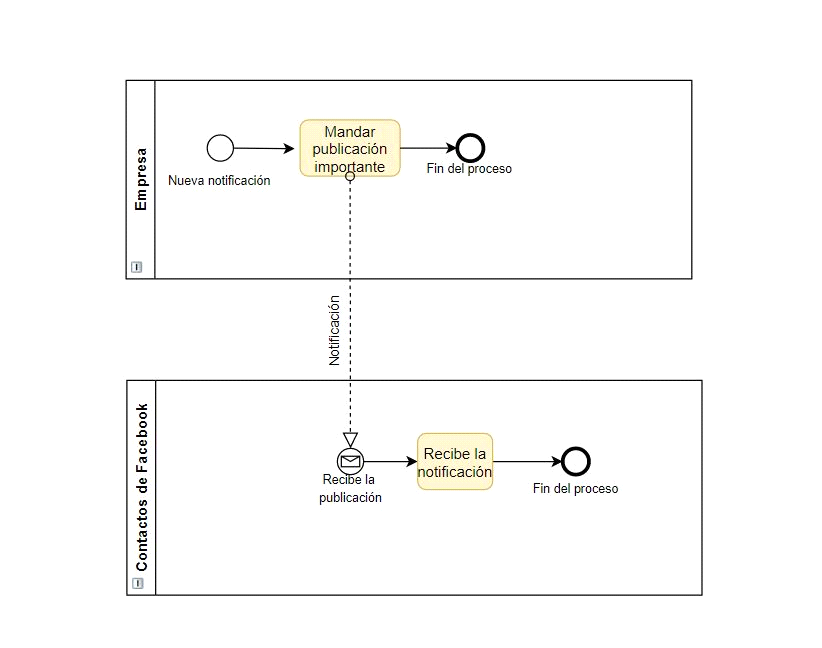 Empresa
Nueva notificación
Mandar
publicación
importante
Fin del proceso
Notificación
Contactos de Facebook
Recibe la
publicación
Recibe la
notificación
Fin del proceso